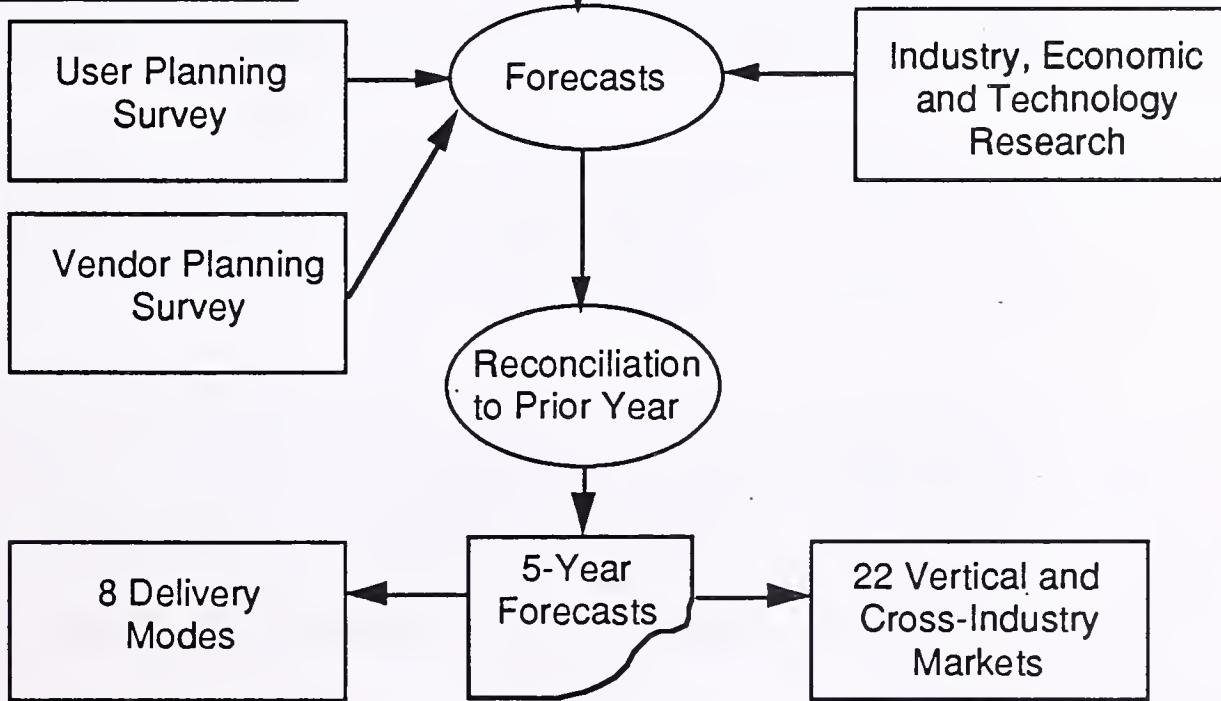 User Planning
Survey
Forecasts
Industry, Economic
and Technology
Research
Vendor Planning
Survey
Reconciliation
to Prior Year
8 Delivery
Modes
5-Year
Forecasts
22 Vertical and
Cross-Industry
Markets